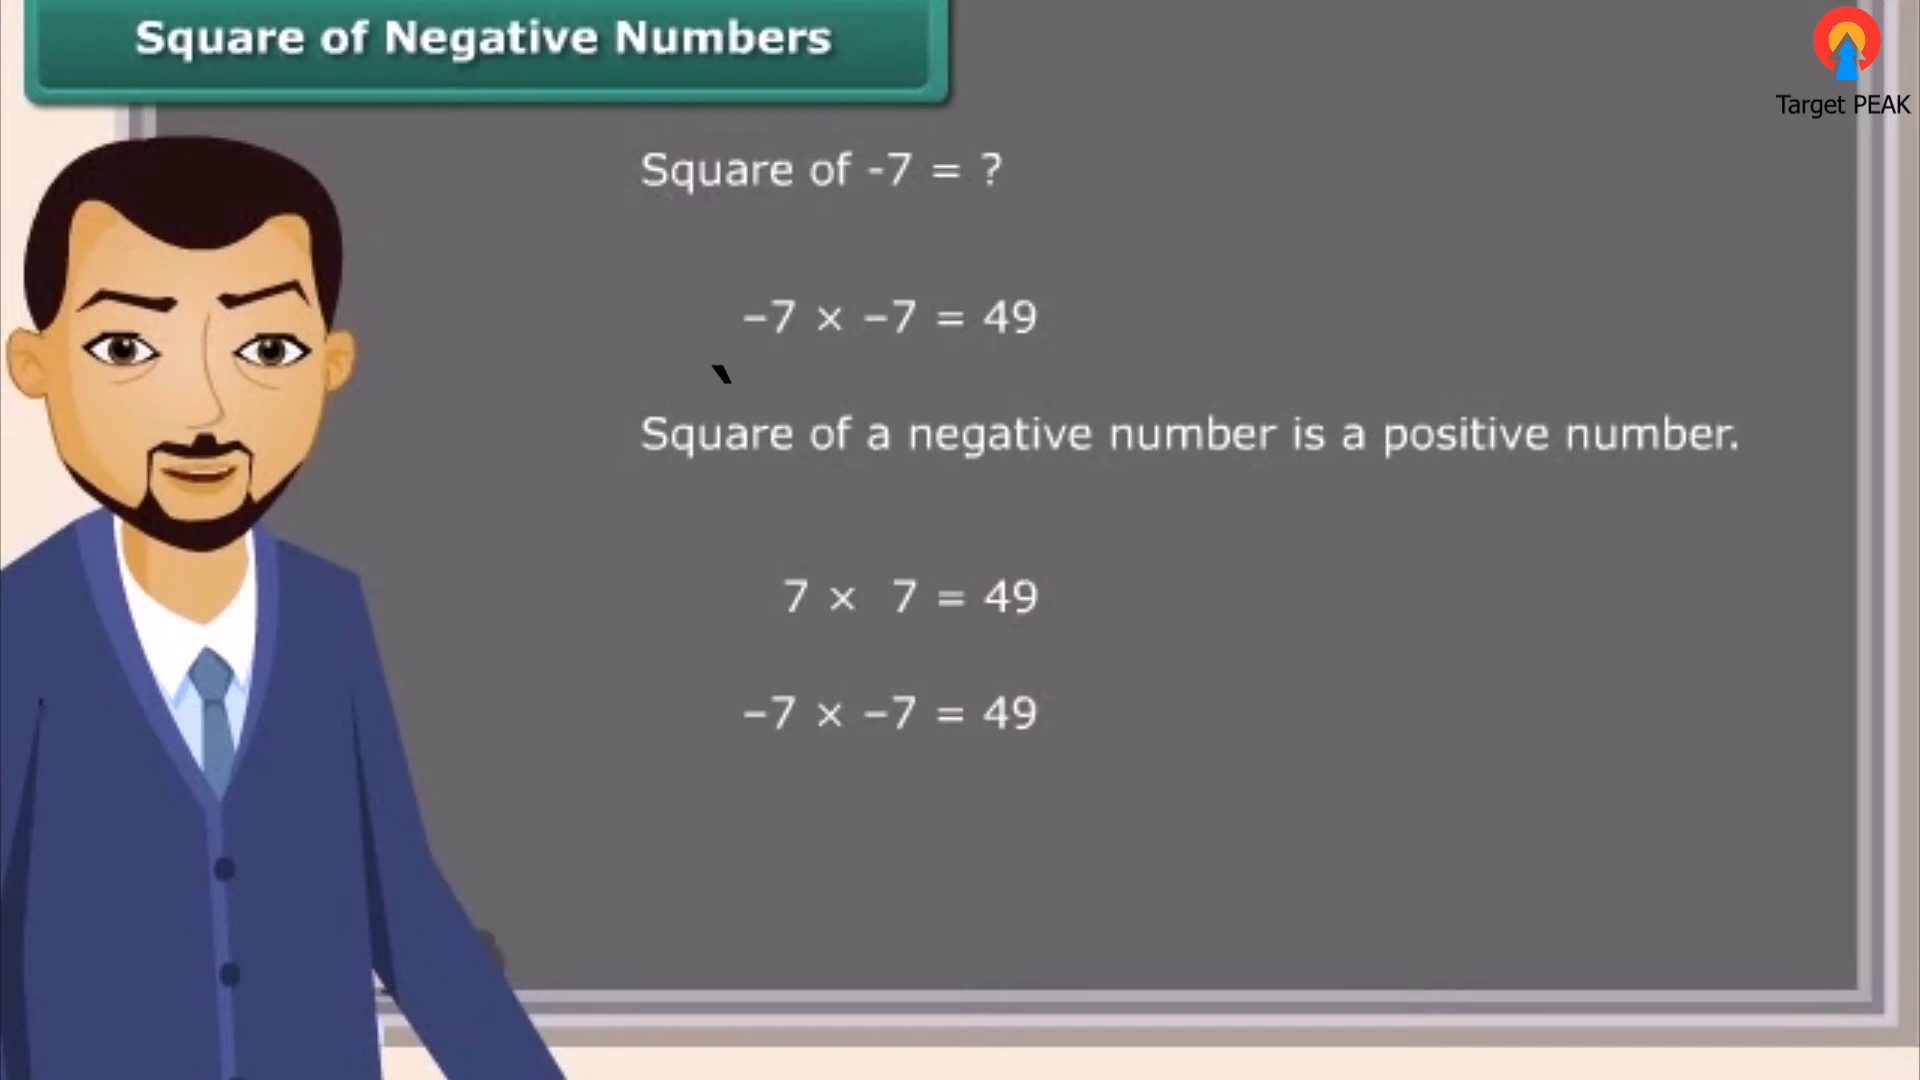 Square of Negative Numbers
Target PEAK
Square of -7 = ?
–7 × –7 = 49
`
Square of a negative number is a positive number.
7 × 7 = 49
–7 × –7 = 49